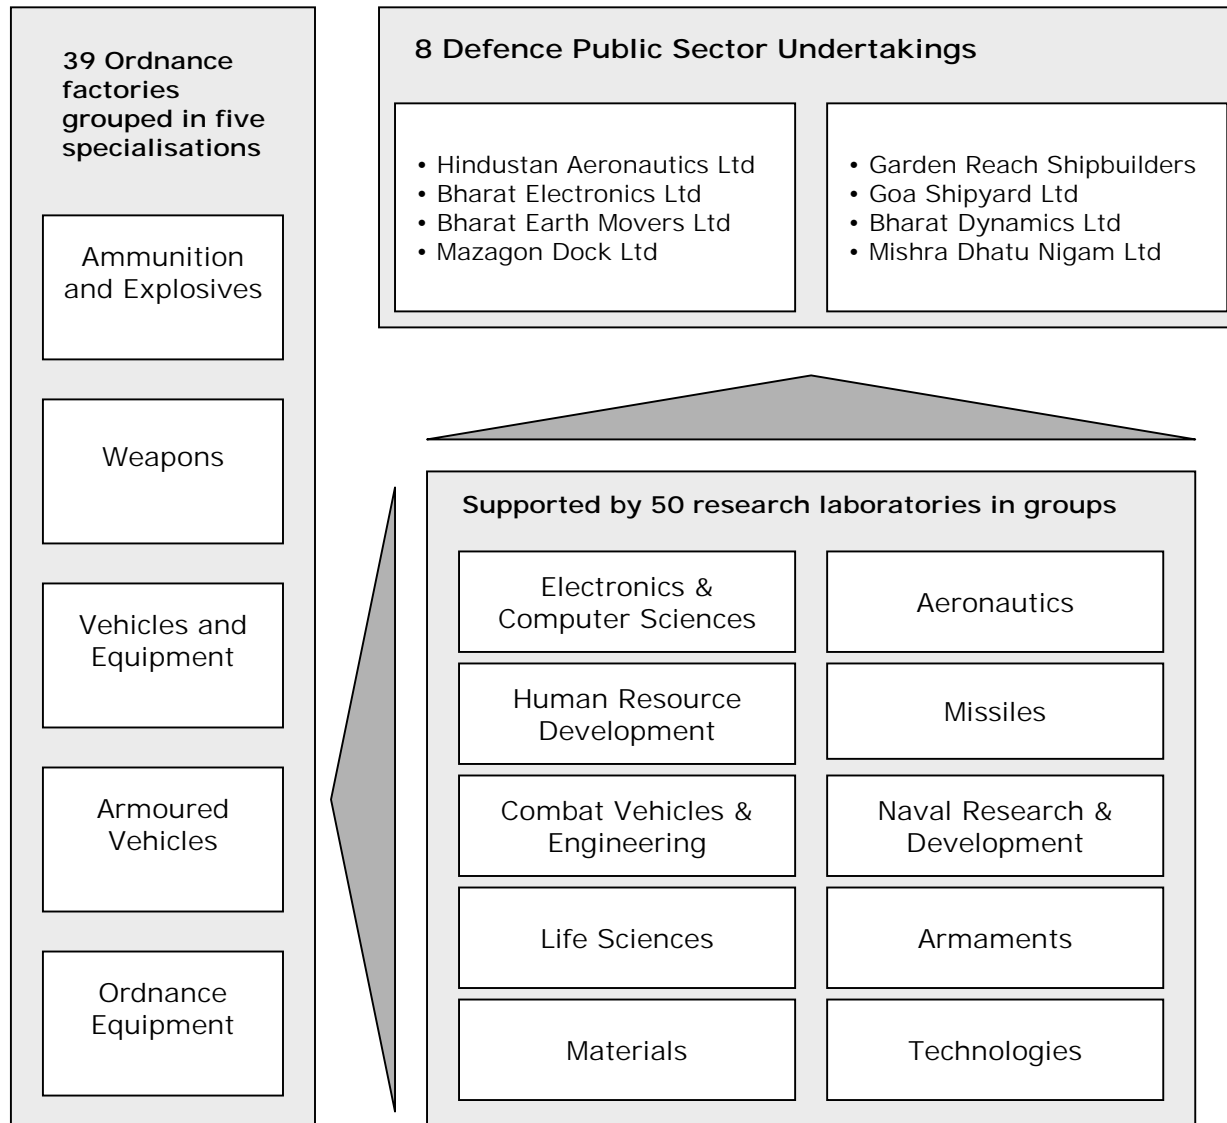 39 Ordnance
factories
grouped in five
specialisations
Ammunition
and Explosives
Weapons
Vehicles and
Equipment
Armoured
Vehicles
Ordnance
Equipment
8 Defence Public Sector Undertakings
• Hindustan Aeronautics Ltd
• Bharat Electronics Ltd
• Bharat Earth Movers Ltd
• Mazagon Dock Ltd
• Garden Reach Shipbuilders
• Goa Shipyard Ltd
• Bharat Dynamics Ltd
• Mishra Dhatu Nigam Ltd
Supported by 50 research laboratories in groups
Electronics &
Computer Sciences
Aeronautics
Human Resource
Development
Missiles
Combat Vehicles &
Engineering
Naval Research &
Development
Life Sciences
Armaments
Materials
Technologies